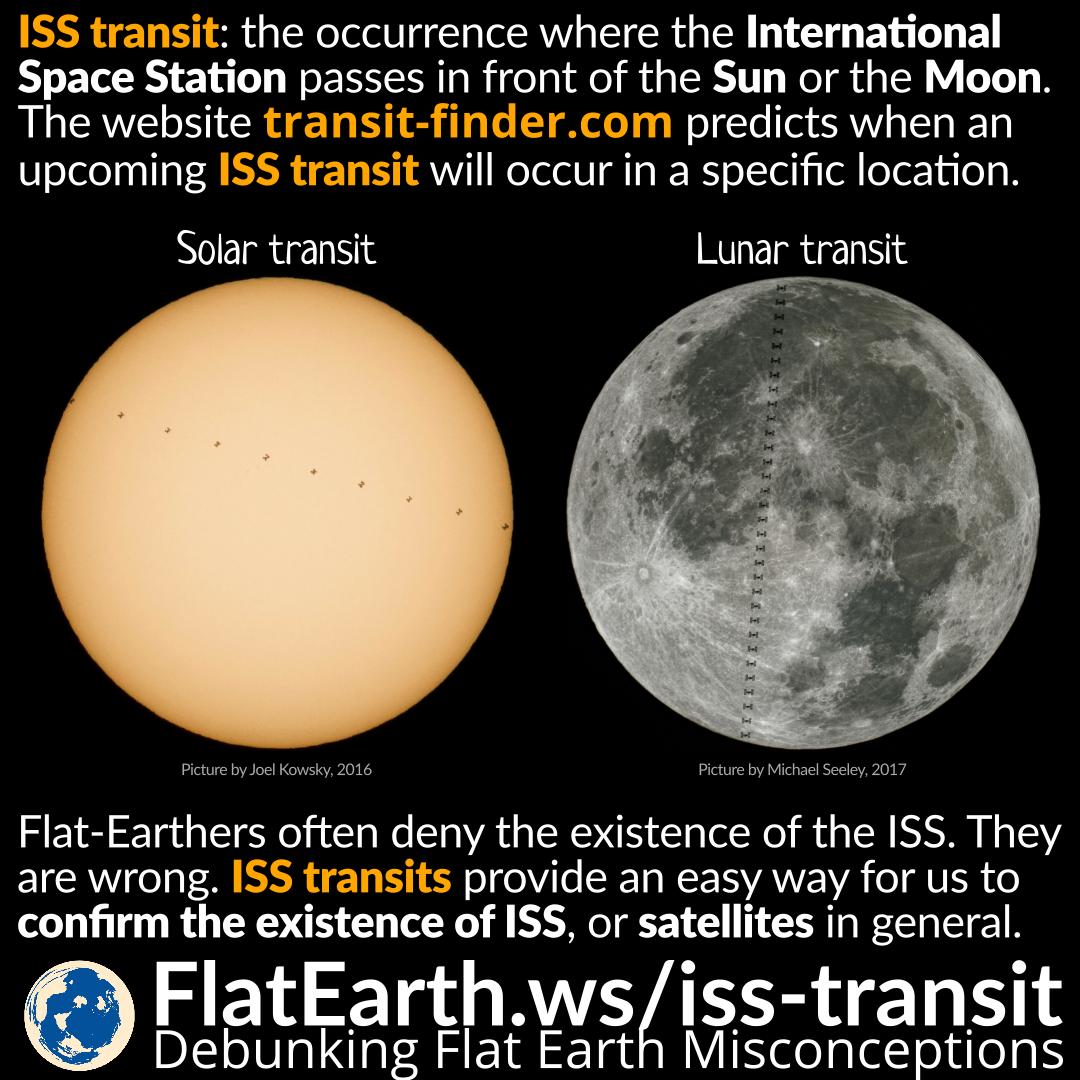 ISS transit: the occurrence where the International
Space Station passes in front of the Sun or the Moon.
The website transit-finder.com predicts when an
upcoming ISS transit will occur in a specific location.
Solar transit
Lunar transit
Picture by Joel Kowsky, 2016
Picture by Michael Seeley, 2017
Flat-Earthers often deny the existence of the ISS. They
are wrong. ISS transits provide an easy way for us to
confirm the existence of ISS, or satellites in general.
FlatEarth.ws/iss-transit
Debunking Flat Earth Misconceptions